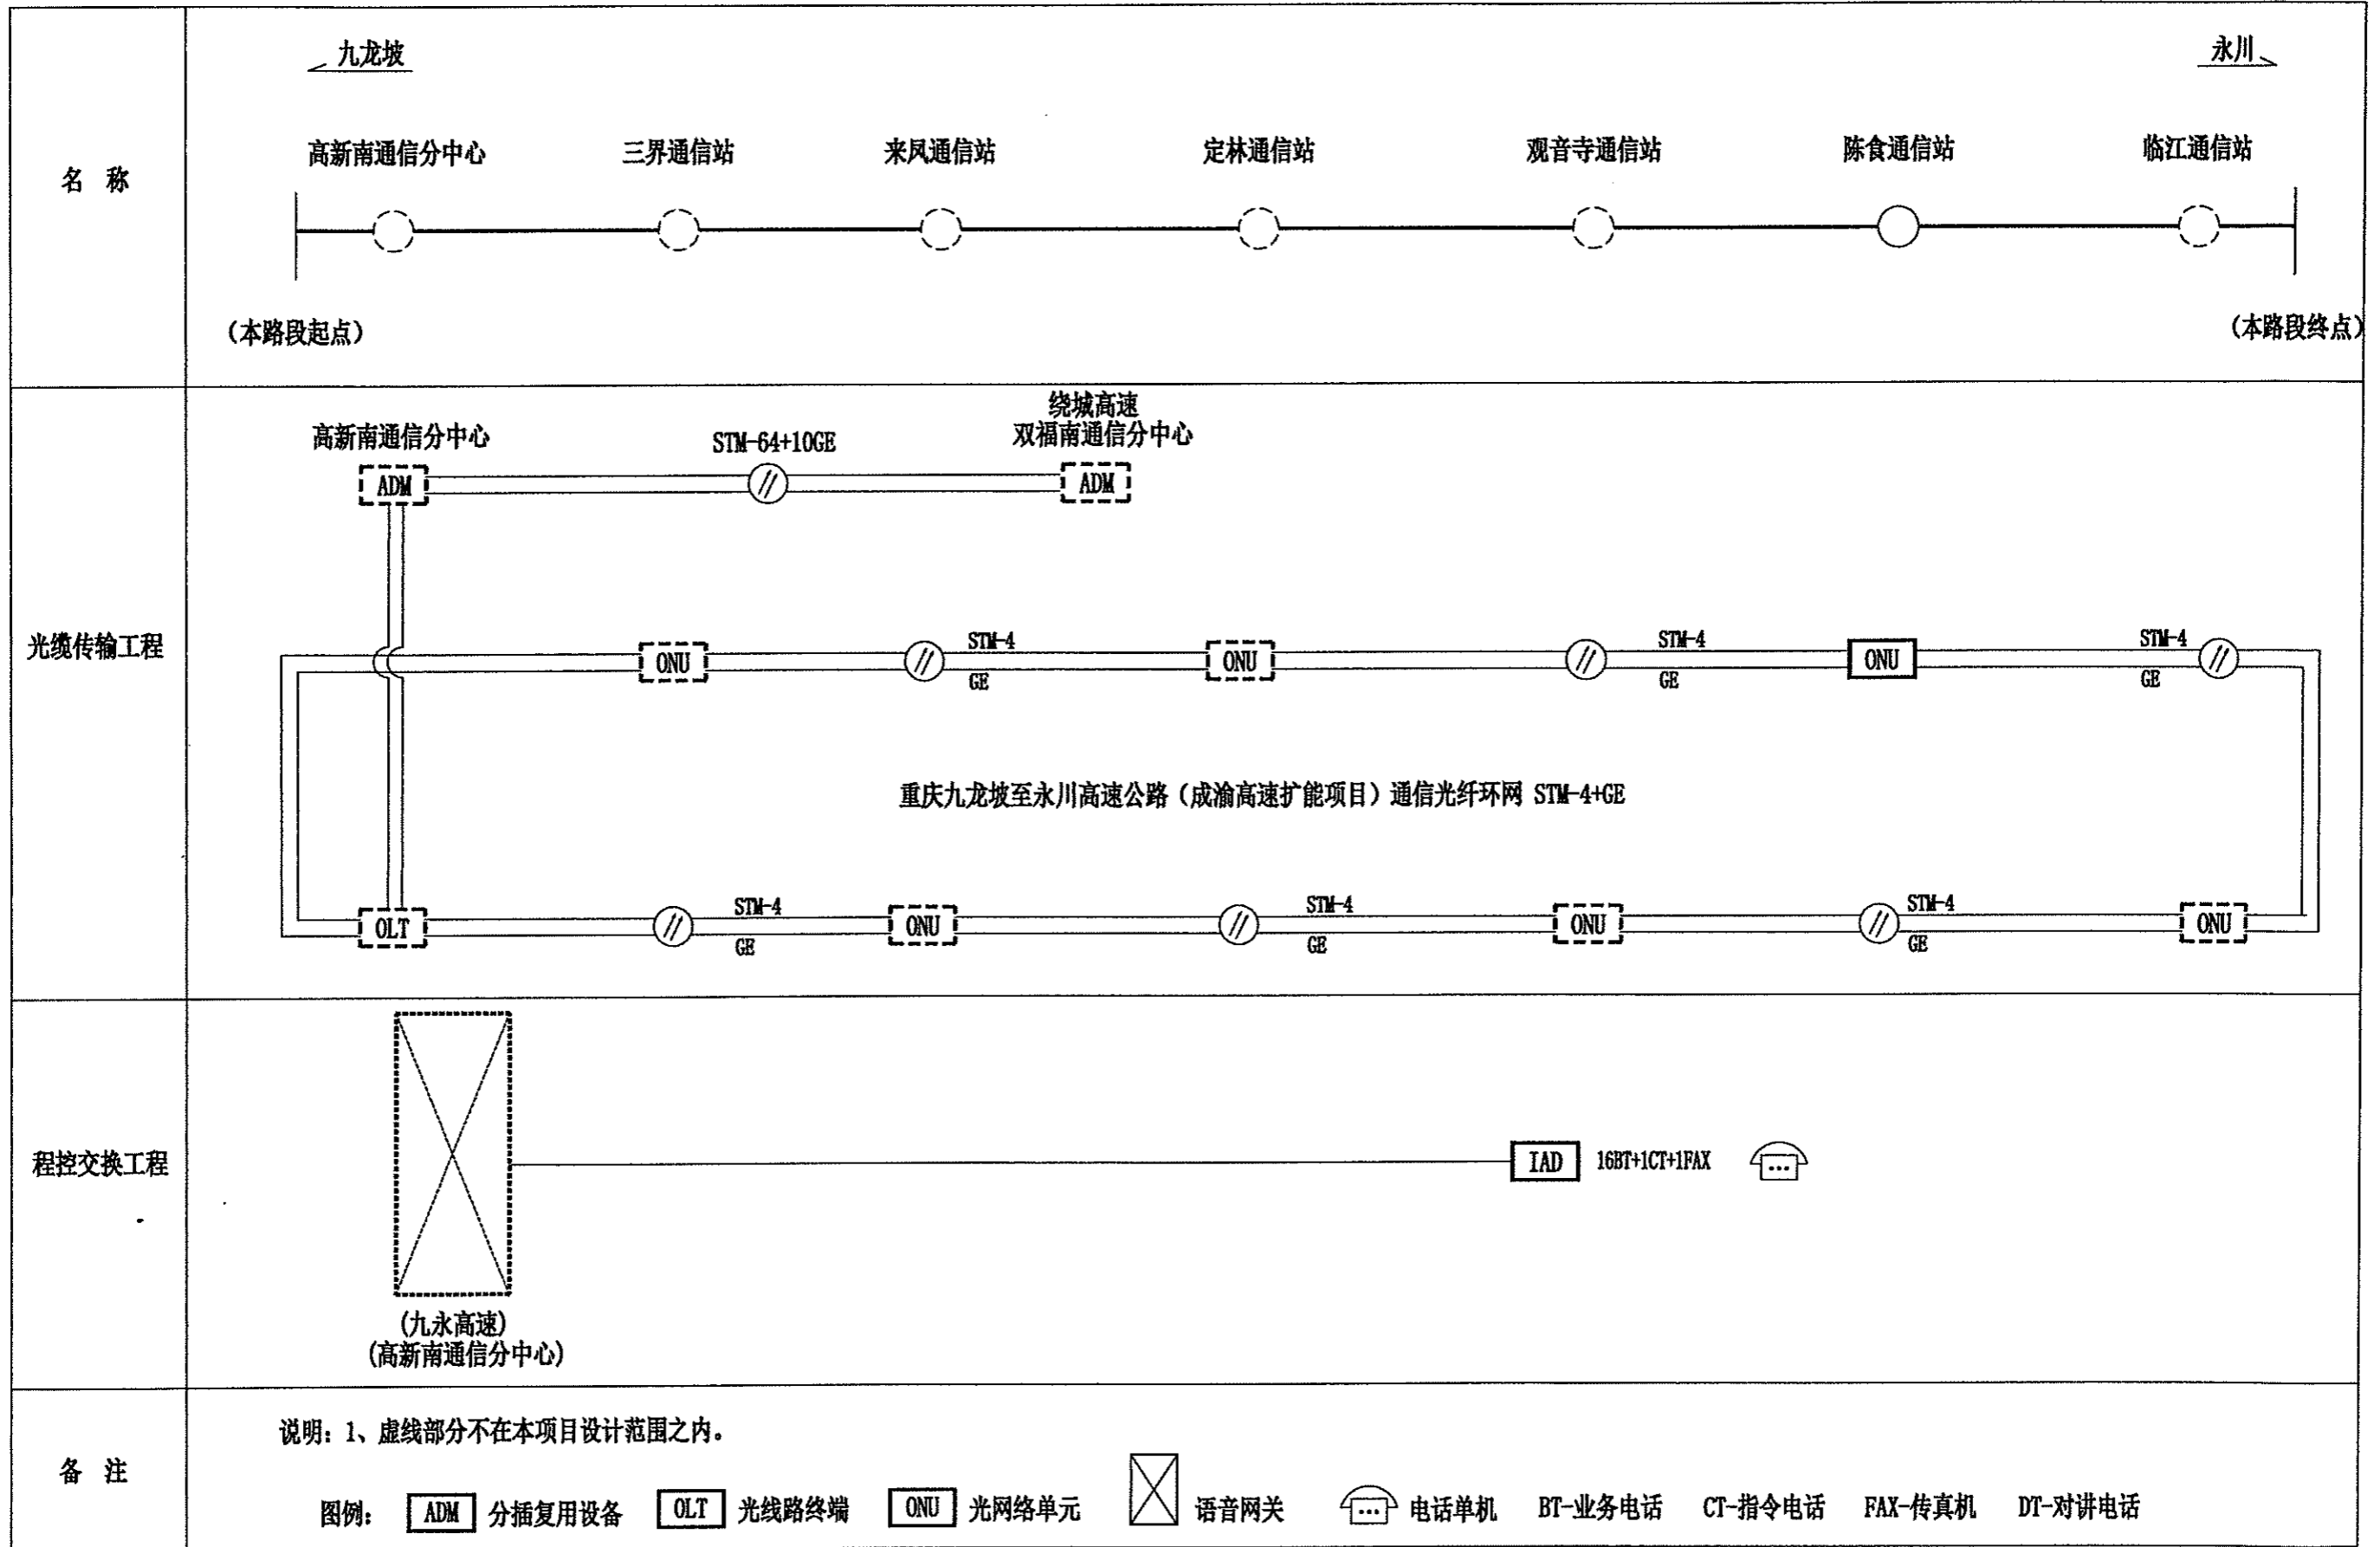 名 称
九龙坡
永川
高新南通信分中心
三界通信站
来凤通信站
定林通信站
观音寺通信站
陈食通信站
临江通信站
(本路段起点)
(本路段终点)
光缆传输工程
高新南通信分中心
STM-64+10GE
绕城高速
双福南通信分中心
ADM
ADM
ONU
STM-4
GE
ONU
STM-4
GE
ONU
STM-4
GE
重庆九龙坡至永川高速公路(成渝高速扩能项目)通信光纤环网 STM-4+GE
OLT
STM-4
GE
ONU
STM-4
GE
ONU
STM-4
GE
ONU
程控交换工程
IAD
16BT+1CT+1FAX
(九永高速)
(高新南通信分中心)
备 注
说明: 1、虚线部分不在本项目设计范围之内。
图例:
ADM 分插复用设备
OLT 光线路终端
ONU 光网络单元
语音网关
电话单机
BT-业务电话
CT-指令电话
FAX-传真机
DT-对讲电话